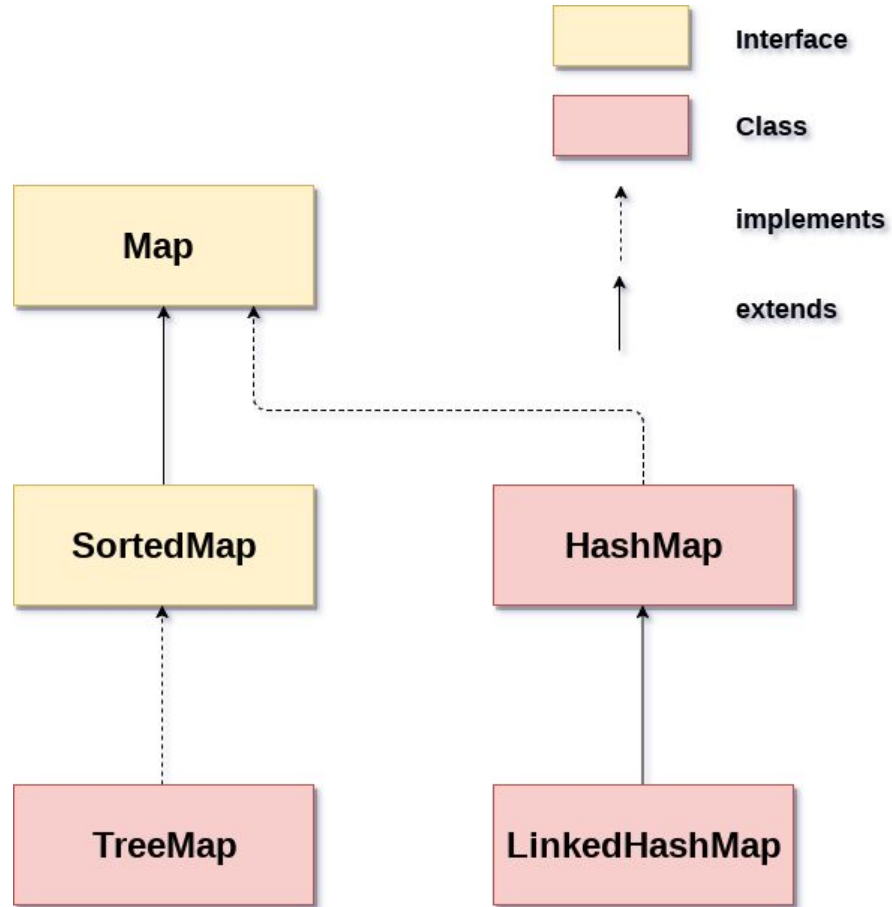 Interface
Class
implements
extends
Map
SortedMap
HashMap
TreeMap
LinkedHashMap